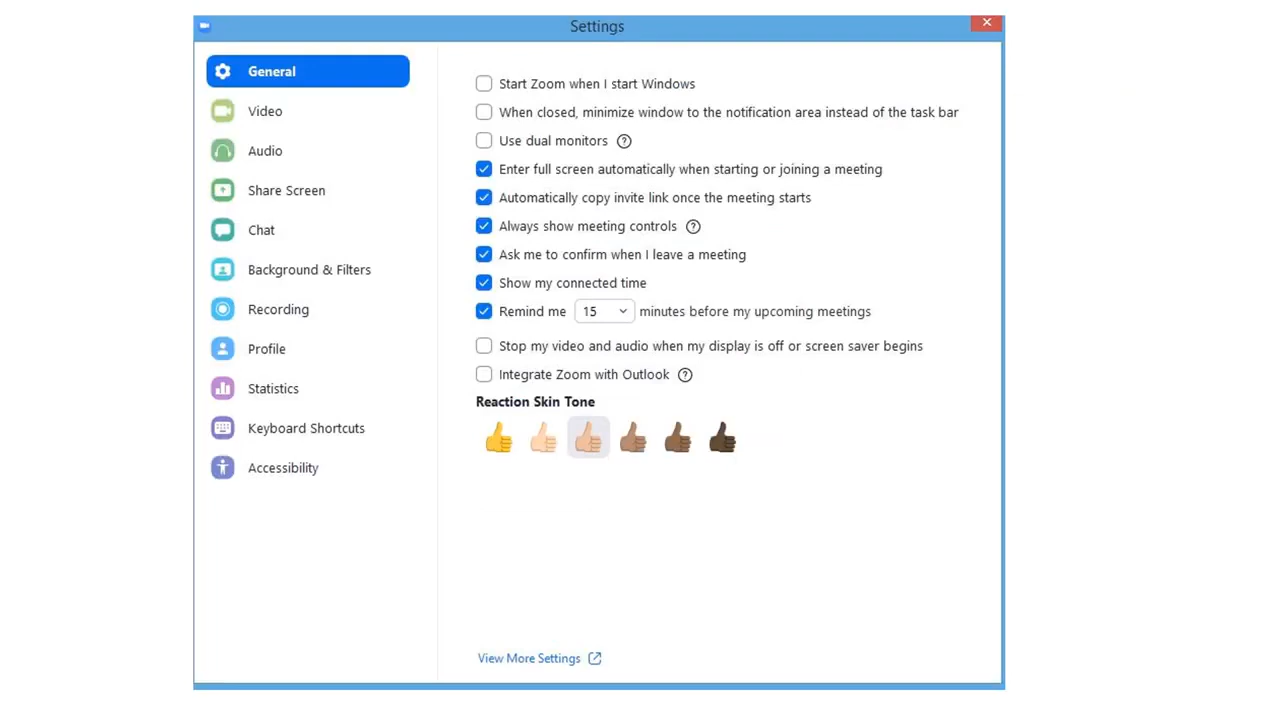 Settings
General
Video
Audio
Share Screen
Chat
Background & Filters
Recording
Profile
Statistics
Keyboard Shortcuts
Accessibility
Start Zoom when I start Windows
When closed, minimize window to the notification area instead of the task bar
Use dual monitors ?
Enter full screen automatically when starting or joining a meeting
Automatically copy invite link once the meeting starts
Always show meeting controls ?
Ask me to confirm when I leave a meeting
Show my connected time
Remind me 15 minutes before my upcoming meetings
Stop my video and audio when my display is off or screen saver begins
Integrate Zoom with Outlook ?
Reaction Skin Tone
View More Settings